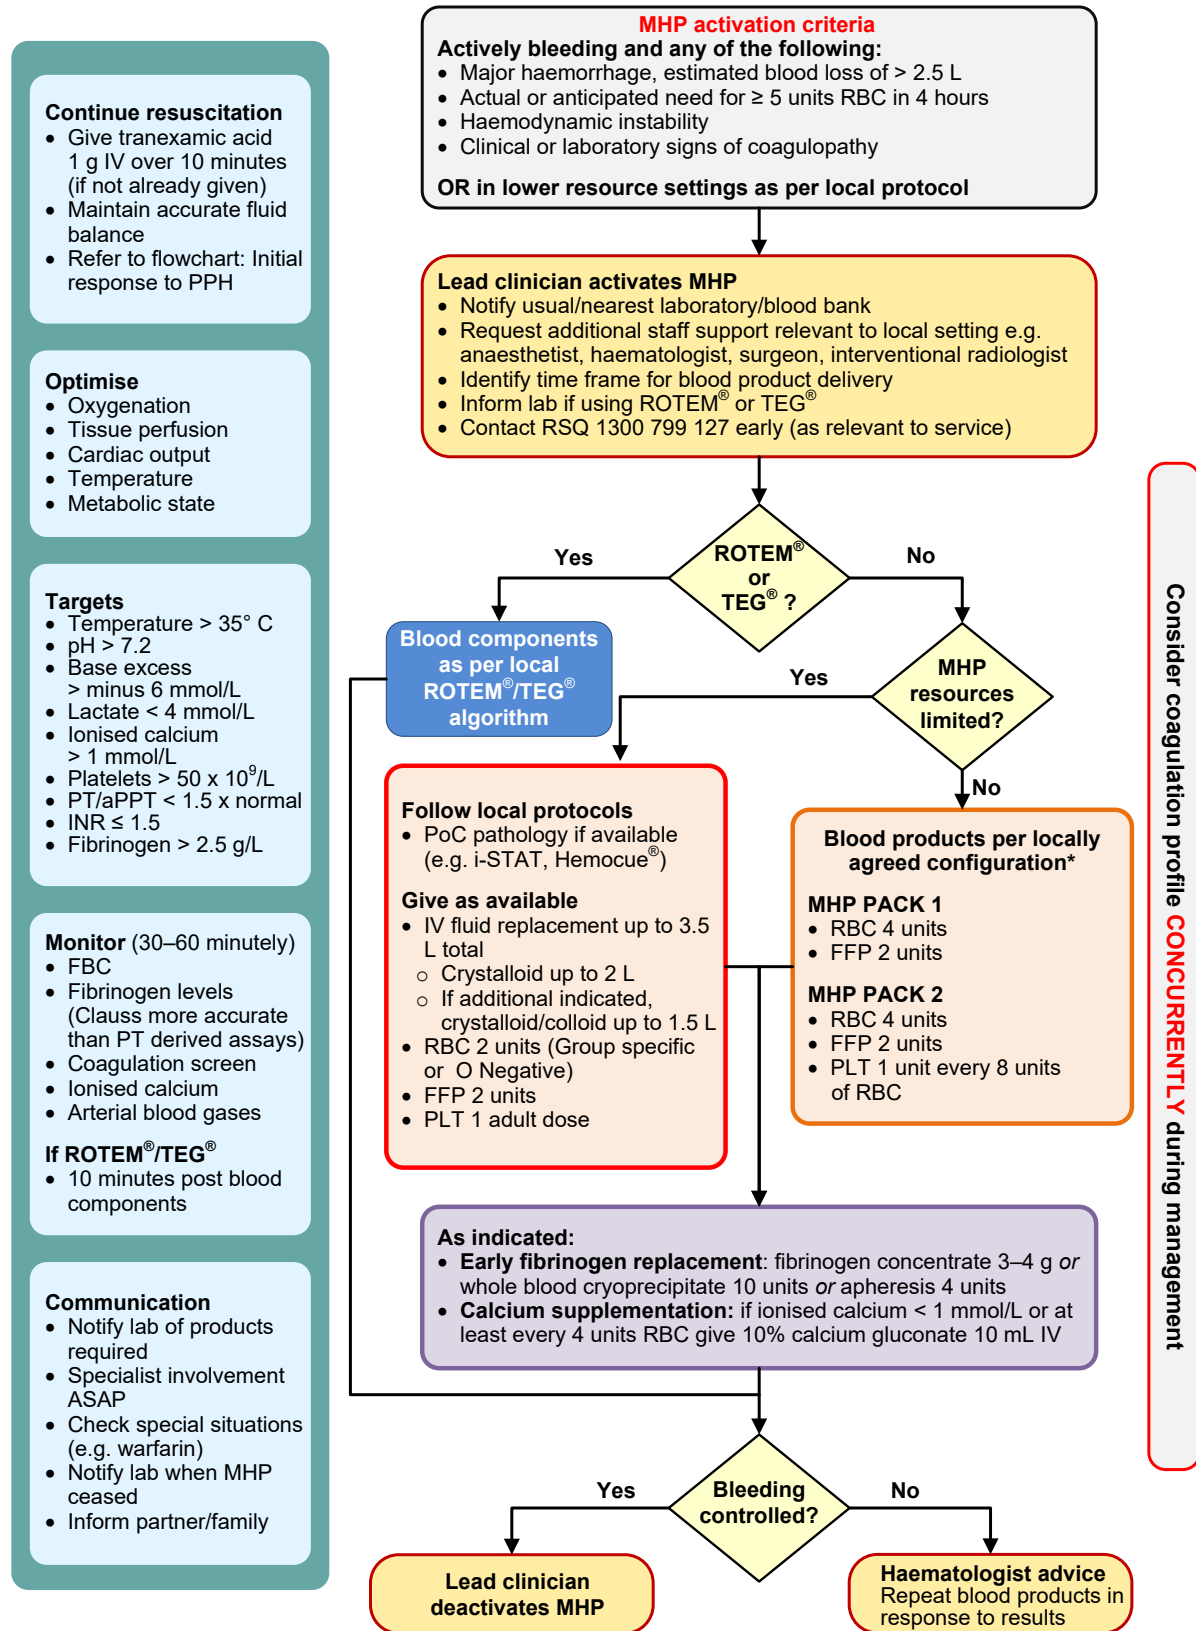 MHP activation criteria
Actively bleeding and any of the following:
• Major haemorrhage, estimated blood loss of > 2.5 L
• Actual or anticipated need for ≥ 5 units RBC in 4 hours
• Haemodynamic instability
• Clinical or laboratory signs of coagulopathy
OR in lower resource settings as per local protocol
Continue resuscitation
• Give tranexamic acid
1 g IV over 10 minutes
(if not already given)
• Maintain accurate fluid
balance
• Refer to flowchart: Initial
response to PPH
Optimise
• Oxygenation
• Tissue perfusion
• Cardiac output
• Temperature
• Metabolic state
Targets
• Temperature > 35° C
• pH > 7.2
• Base excess
> minus 6 mmol/L
• Lactate < 4 mmol/L
• Ionised calcium
> 1 mmol/L
• Platelets > 50 x 10⁹/L
• PT/aPPT < 1.5 x normal
• INR ≤ 1.5
• Fibrinogen > 2.5 g/L
Monitor (30–60 minutely)
• FBC
• Fibrinogen levels
(Clauss more accurate
than PT derived assays)
• Coagulation screen
• Ionised calcium
• Arterial blood gases
If ROTEM®/TEG®
• 10 minutes post blood
components
Communication
• Notify lab of products
required
• Specialist involvement
ASAP
• Check special situations
(e.g. warfarin)
• Notify lab when MHP
ceased
• Inform partner/family
Lead clinician activates MHP
• Notify usual/nearest laboratory/blood bank
• Request additional staff support relevant to local setting e.g.
anaesthetist, haematologist, surgeon, interventional radiologist
• Identify time frame for blood product delivery
• Inform lab if using ROTEM® or TEG®
• Contact RSQ 1300 799 127 early (as relevant to service)
ROTEM®
or
TEG® ?
Yes
No
Blood components
as per local
ROTEM®/TEG®
algorithm
MHP
resources
limited?
Yes
No
Follow local protocols
• PoC pathology if available
(e.g. i-STAT, Hemocue®)
Give as available
• IV fluid replacement up to 3.5
L total
o Crystalloid up to 2 L
o If additional indicated,
crystalloid/colloid up to 1.5 L
• RBC 2 units (Group specific
or O Negative)
• FFP 2 units
• PLT 1 adult dose
Blood products per locally
agreed configuration*
MHP PACK 1
• RBC 4 units
• FFP 2 units
MHP PACK 2
• RBC 4 units
• FFP 2 units
• PLT 1 unit every 8 units
of RBC
As indicated:
• Early fibrinogen replacement: fibrinogen concentrate 3–4 g or
whole blood cryoprecipitate 10 units or apheresis 4 units
• Calcium supplementation: if ionised calcium < 1 mmol/L or at
least every 4 units RBC give 10% calcium gluconate 10 mL IV
Bleeding
controlled?
Yes
No
Lead clinician
deactivates MHP
Haematologist advice
Repeat blood products in
response to results
Consider coagulation profile CONCURRENTLY during management